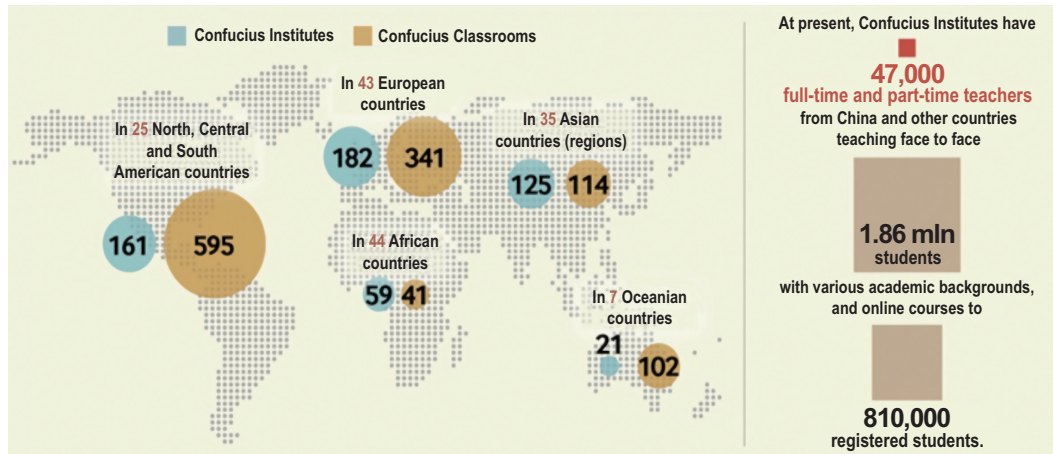 Confucius Institutes
Confucius Classrooms
In 25 North, Central
and South
American countries
161
595
In 43 European
countries
182
341
In 35 Asian
countries (regions)
125
114
In 44 African
countries
59
41
In 7 Oceanian
countries
21
102
At present, Confucius Institutes have
47,000
full-time and part-time teachers
from China and other countries
teaching face to face
1.86 mln
students
with various academic backgrounds,
and online courses to
810,000
registered students.